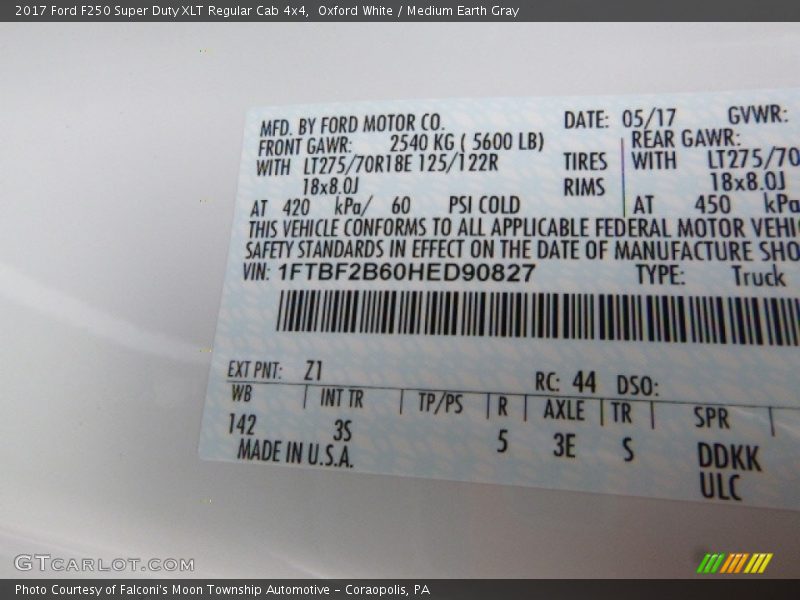 2017 Ford F250 Super Duty XLT Regular Cab 4x4, Oxford White / Medium Earth Gray
MFD. BY FORD MOTOR CO. DATE: 05/17 GVWR:
FRONT GAWR: 2540 KG ( 5600 LB) REAR GAWR:
WITH LT275/70R18E 125/122R TIRES WITH LT275/70
18x8.0J RIMS 18x8.0J
AT 420 kPa/ 60 PSI COLD AT 450 kPa
THIS VEHICLE CONFORMS TO ALL APPLICABLE FEDERAL MOTOR VEHI
SAFETY STANDARDS IN EFFECT ON THE DATE OF MANUFACTURE SHO
VIN: 1FTBF2B60HED90827 TYPE: Truck
EXT PNT: Z1 RC: 44 DSO:
WB INT TR TP/PS R AXLE TR SPR
142 3S 5 3E S DDKK
MADE IN U.S.A. ULC
GTCARLOT.COM
Photo Courtesy of Falconi's Moon Township Automotive - Coraopolis, PA